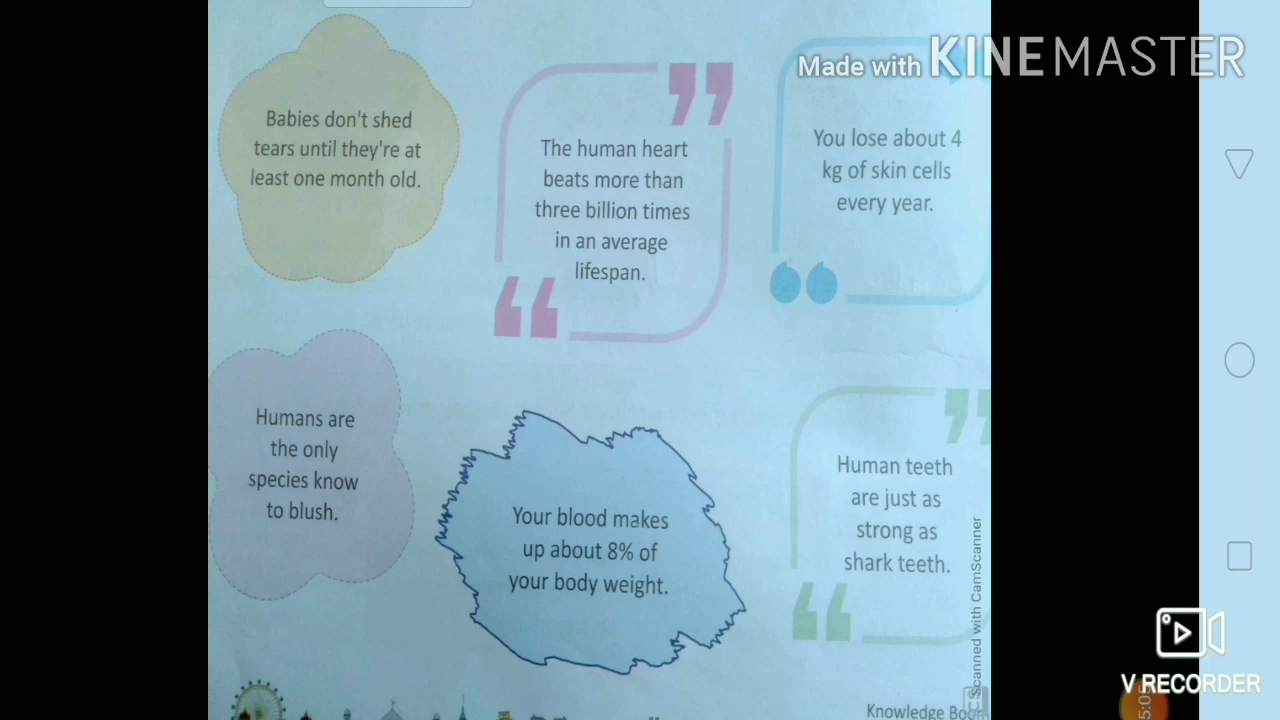 Made with KINEMASTER
Babies don't shed
tears until they're at
least one month old.
The human heart
beats more than
three billion times
in an average
lifespan.
You lose about 4
kg of skin cells
every year.
Humans are
the only
species know
to blush.
Your blood makes
up about 8% of
your body weight.
Human teeth
are just as
strong as
shark teeth.
Scanned with CamScanner
V RECORDER
Knowledge